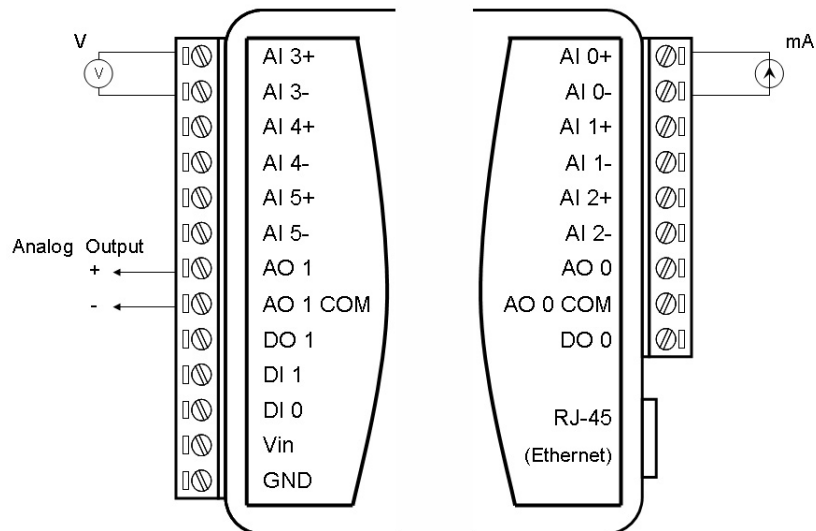 V
V
AI 3+
AI 3-
AI 4+
AI 4-
AI 5+
AI 5-
Analog Output
+
AO 1
-
AO 1 COM
DO 1
DI 1
DI 0
Vin
GND
mA
AI 0+
AI 0-
AI 1+
AI 1-
AI 2+
AI 2-
AO 0
AO 0 COM
DO 0
RJ-45
(Ethernet)